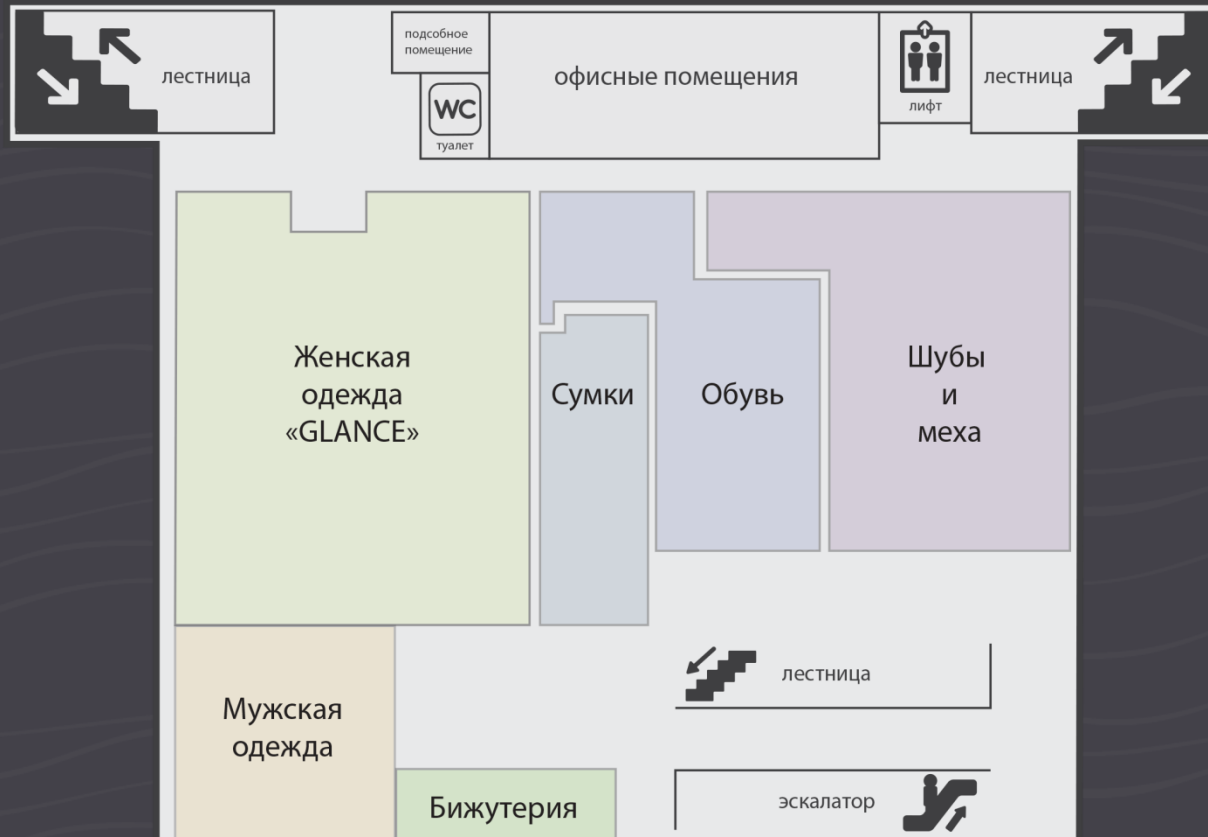 лестница
подсобное
помещение
WC
туалет
офисные помещения
лифт
лестница
Женская
одежда
«GLANCE»
Сумки
Обувь
Шубы
и
меха
лестница
Мужская
одежда
Бижутерия
эскалатор